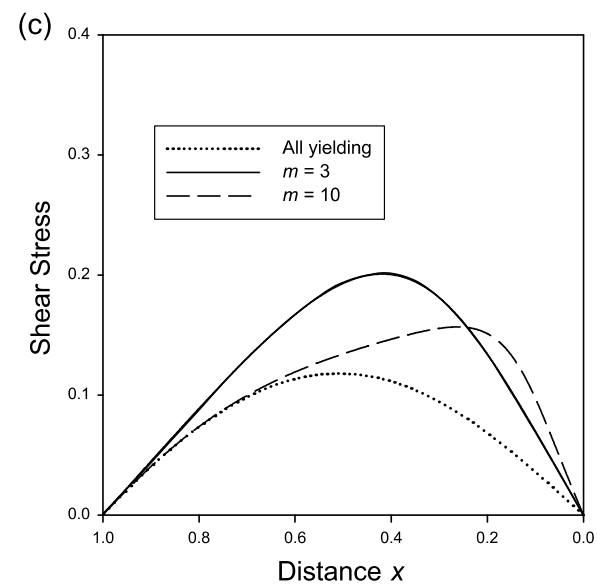 (c)
0.4
0.3
0.2
0.1
0.0
Shear Stress
All yielding
m = 3
m = 10
1.0 0.8 0.6 0.4 0.2 0.0
Distance x